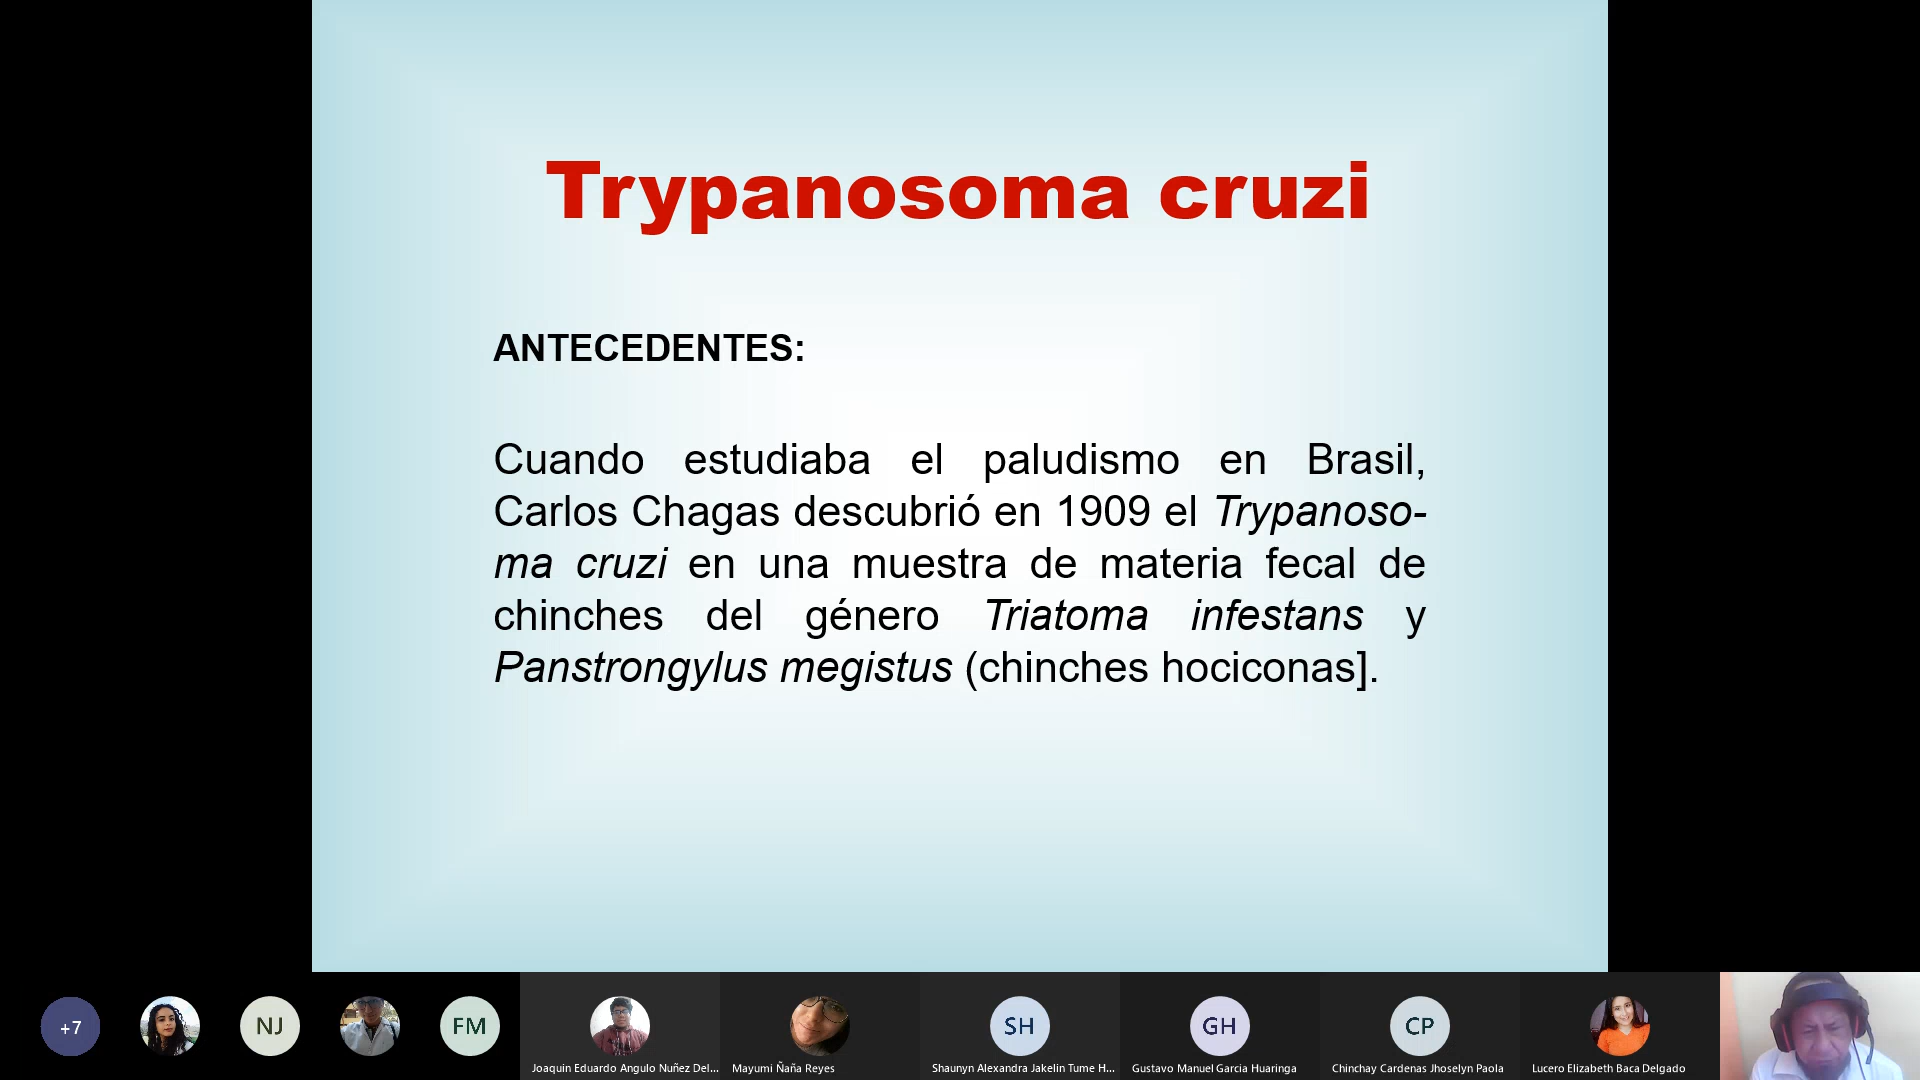 Trypanosoma cruzi
ANTECEDENTES:
Cuando estudiaba el paludismo en Brasil,
Carlos Chagas descubrió en 1909 el Trypanoso-
ma cruzi en una muestra de materia fecal de
chinches del género Triatoma infestans y
Panstrongylus megistus (chinches hociconas].
+7
NJ
FM
Joaquin Eduardo Angulo Nuñez Del...
Mayumi Ñaña Reyes
SH
Shaunyn Alexandra Jakelin Tume H...
GH
Gustavo Manuel Garcia Huaringa
CP
Chinchay Cardenas Jhoselyn Paola
Lucero Elizabeth Baca Delgado